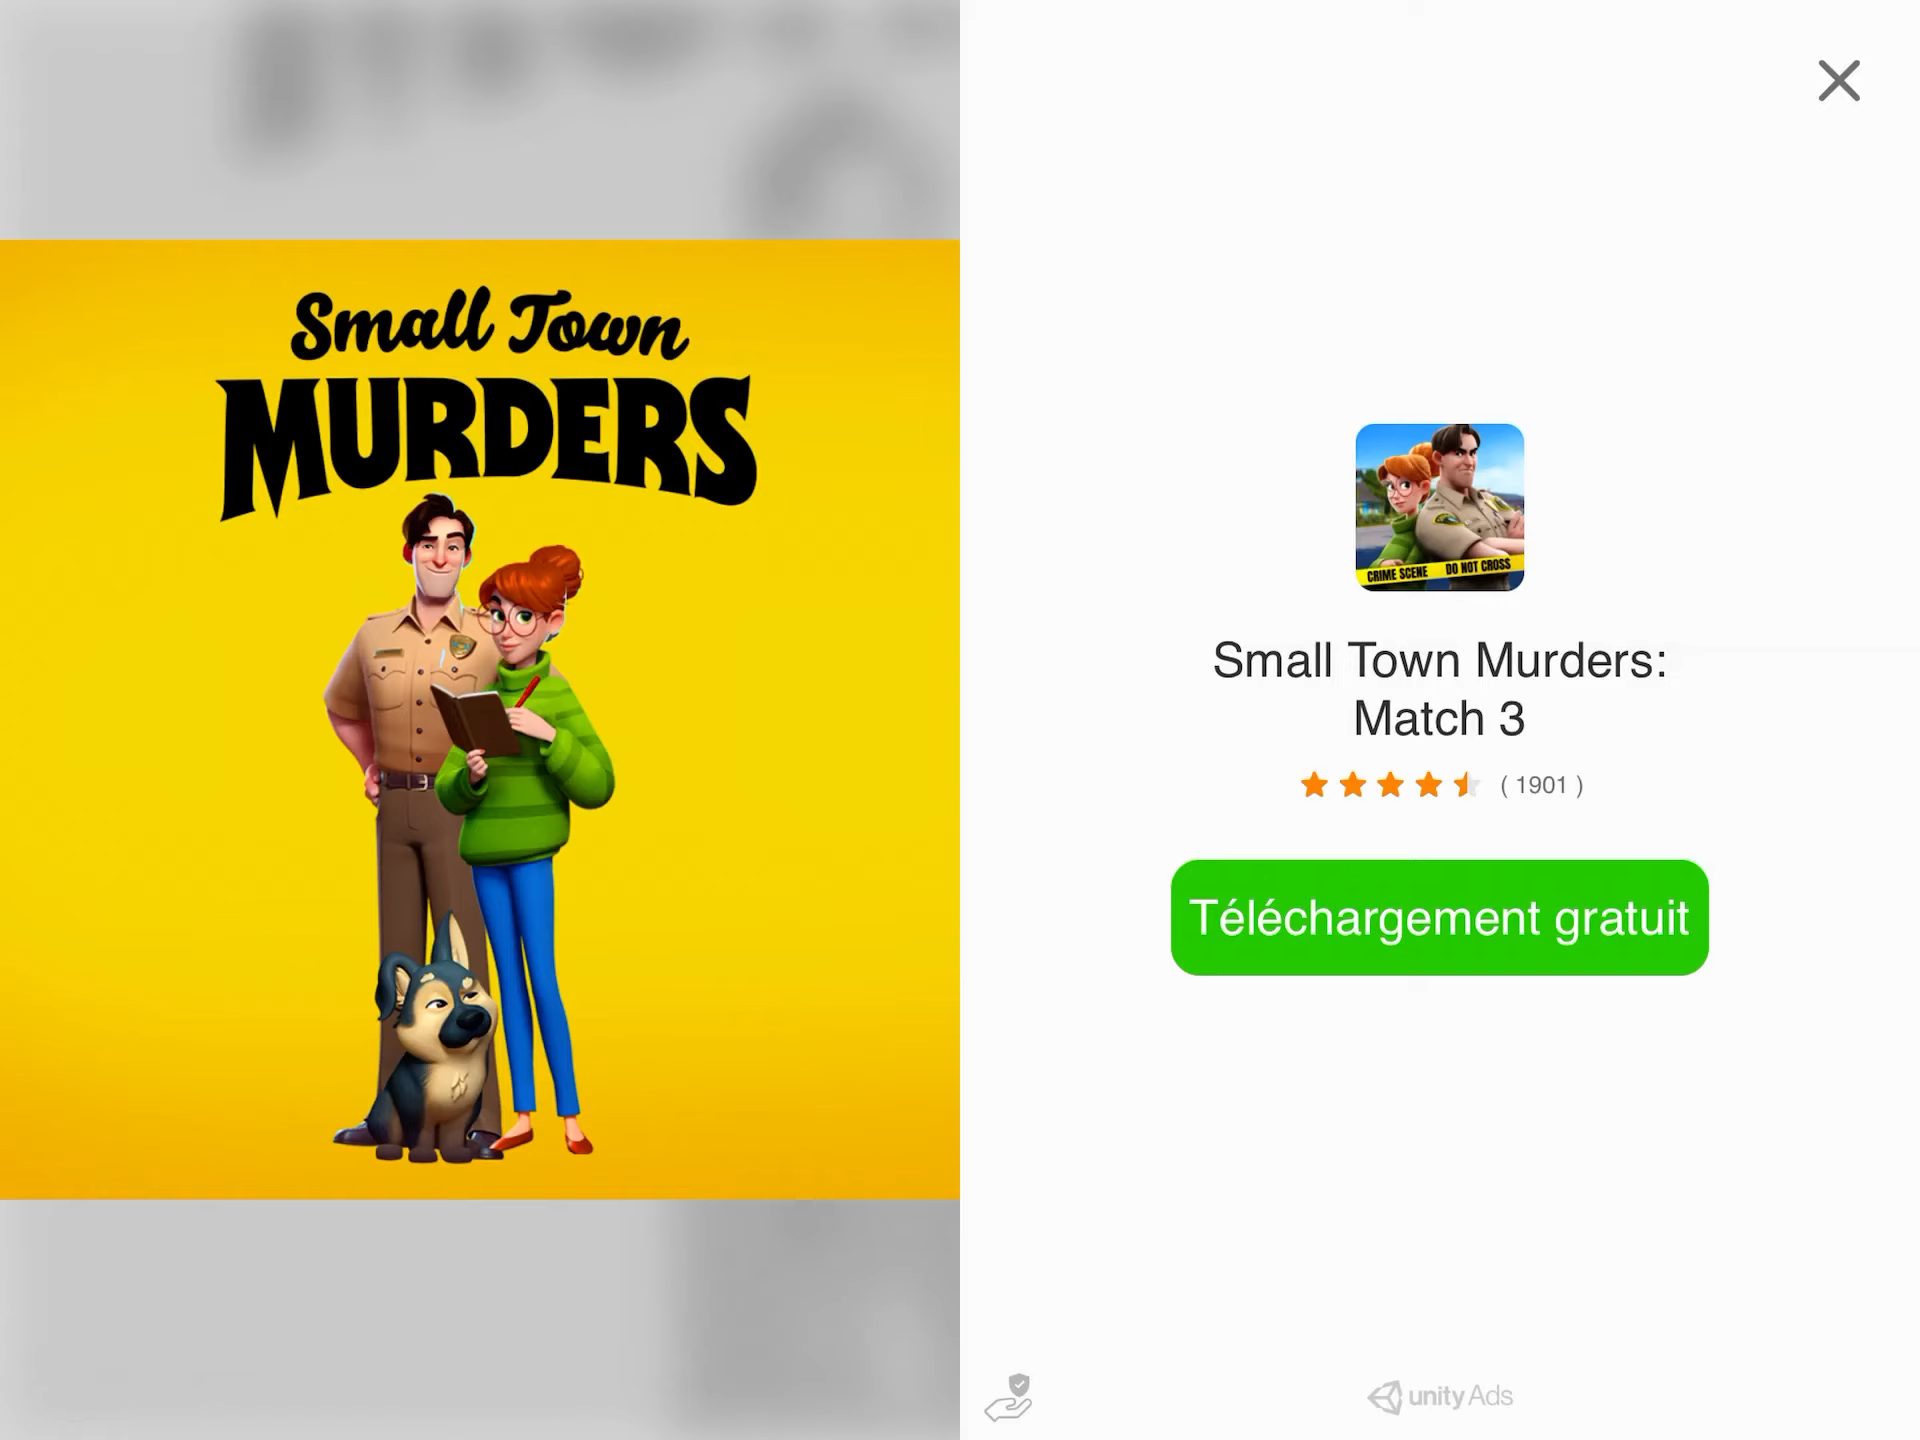 Small Town
MURDERS
CRIME SCENE DO NOT CROSS
Small Town Murders:
Match 3
( 1901 )
Téléchargement gratuit
unity Ads